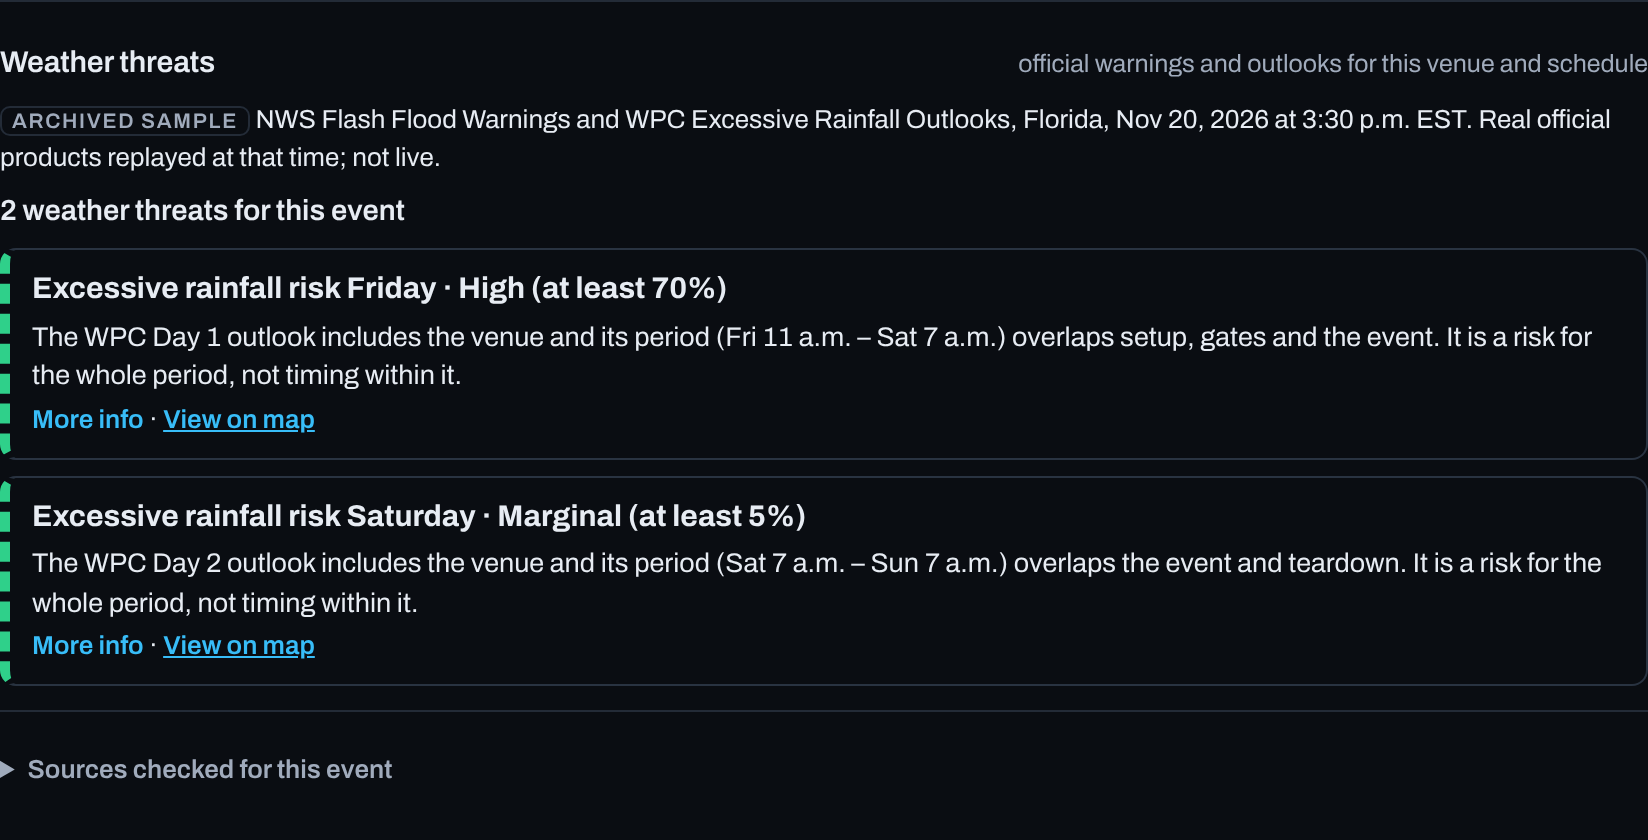 Weather threats
official warnings and outlooks for this venue and schedule
ARCHIVED SAMPLE NWS Flash Flood Warnings and WPC Excessive Rainfall Outlooks, Florida, Nov 20, 2026 at 3:30 p.m. EST. Real official
products replayed at that time; not live.
2 weather threats for this event
Excessive rainfall risk Friday · High (at least 70%)
The WPC Day 1 outlook includes the venue and its period (Fri 11 a.m. – Sat 7 a.m.) overlaps setup, gates and the event. It is a risk for
the whole period, not timing within it.
More info · View on map
Excessive rainfall risk Saturday · Marginal (at least 5%)
The WPC Day 2 outlook includes the venue and its period (Sat 7 a.m. – Sun 7 a.m.) overlaps the event and teardown. It is a risk for the
whole period, not timing within it.
More info · View on map
Sources checked for this event